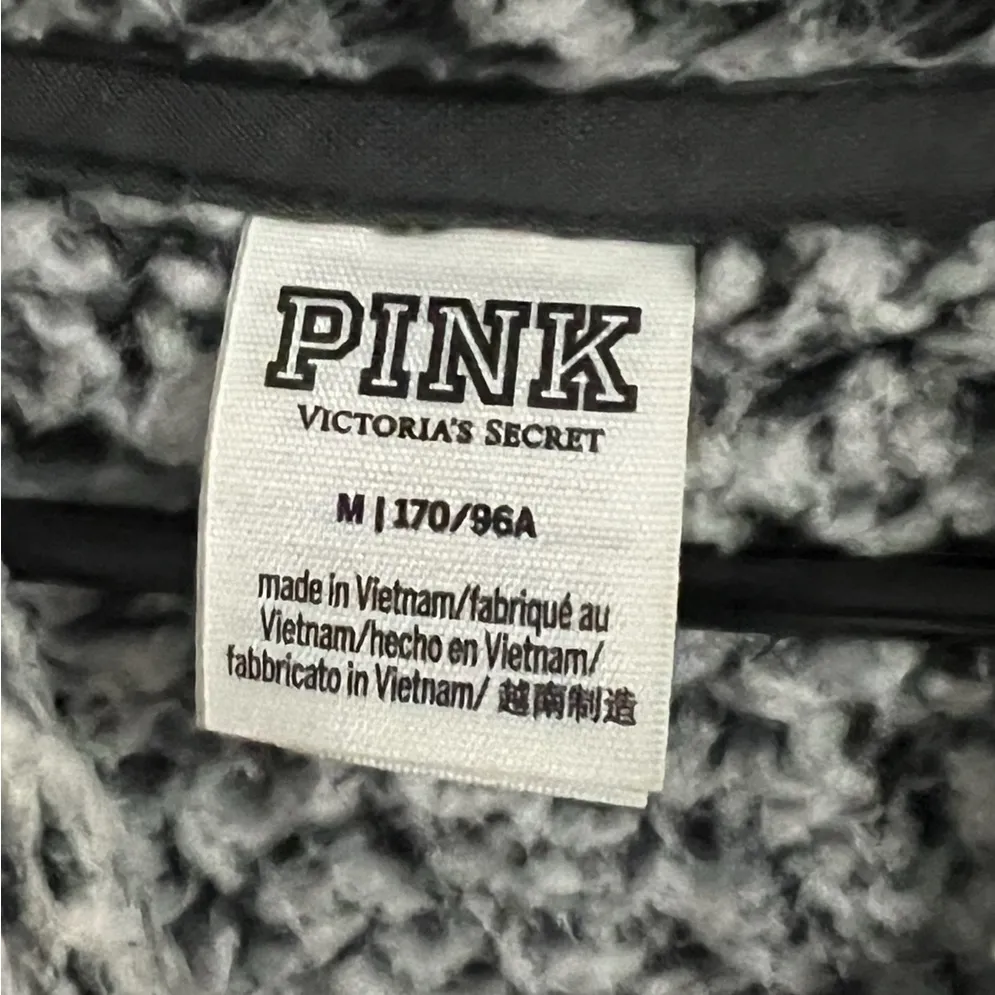 PINK
VICTORIA'S SECRET
M | 170/96A
made in Vietnam/fabriqué au
Vietnam/hecho en Vietnam/
fabbricato in Vietnam/ 越南制造